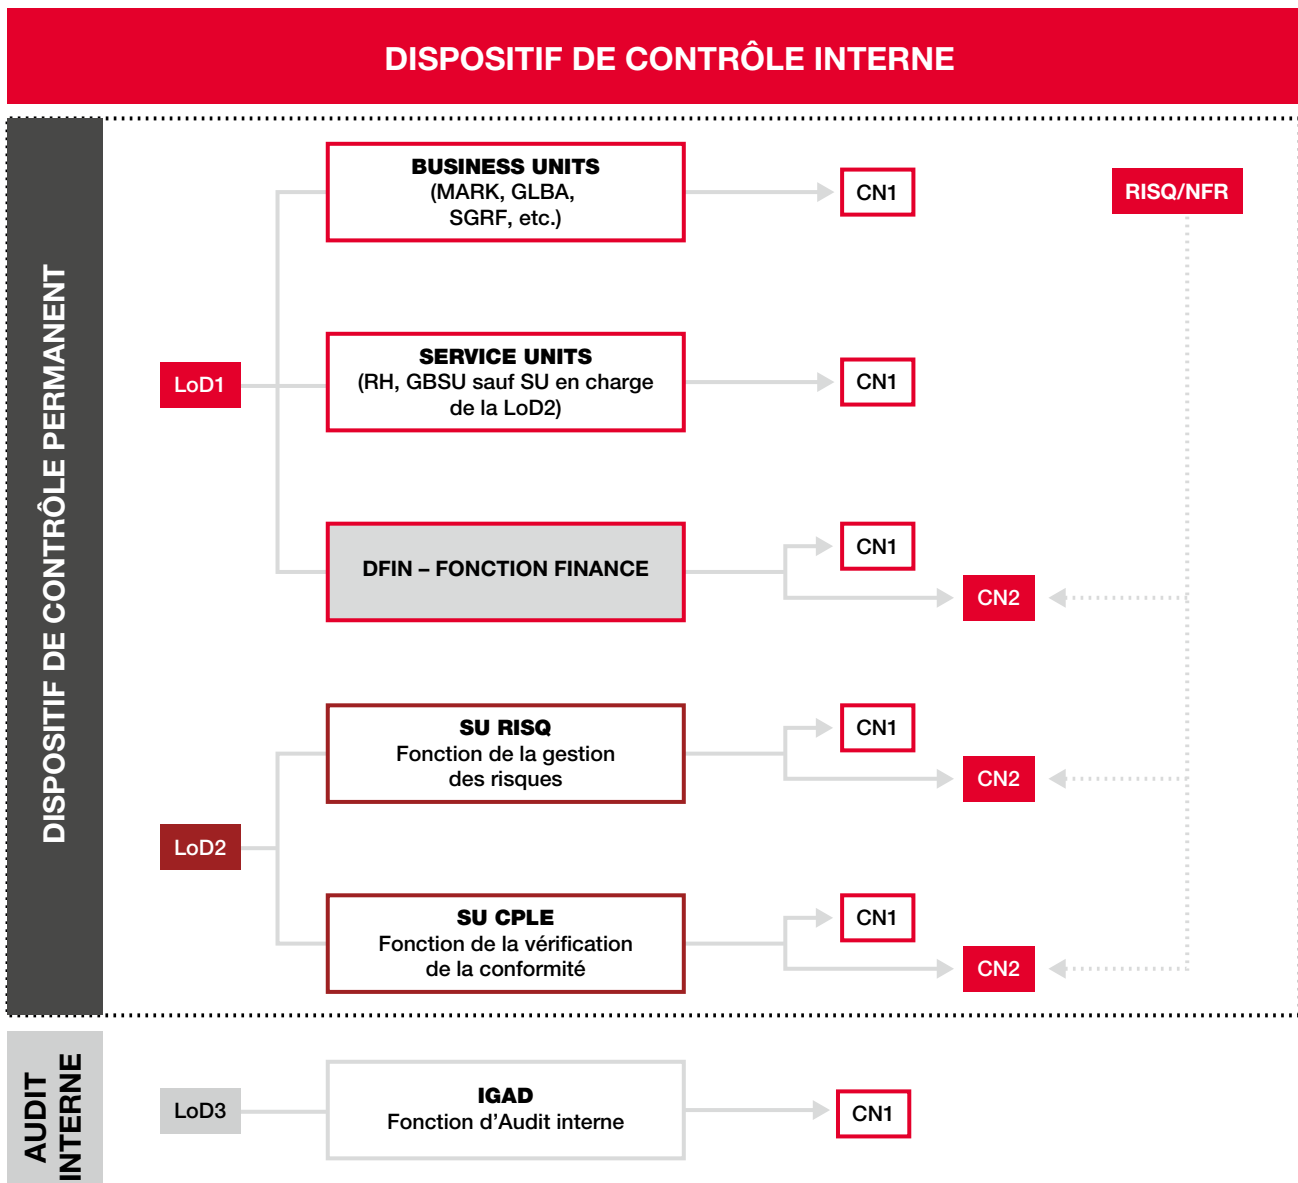 DISPOSITIF DE CONTRÔLE INTERNE
DISPOSITIF DE CONTRÔLE PERMANENT
LoD1
BUSINESS UNITS
(MARK, GLBA,
SGRF, etc.)
CN1
RISQ/NFR
SERVICE UNITS
(RH, GBSU sauf SU en charge
de la LoD2)
CN1
DFIN – FONCTION FINANCE
CN1
CN2
LoD2
SU RISQ
Fonction de la gestion
des risques
CN1
CN2
SU CPLE
Fonction de la vérification
de la conformité
CN1
CN2
AUDIT
INTERNE
LoD3
IGAD
Fonction d'Audit interne
CN1